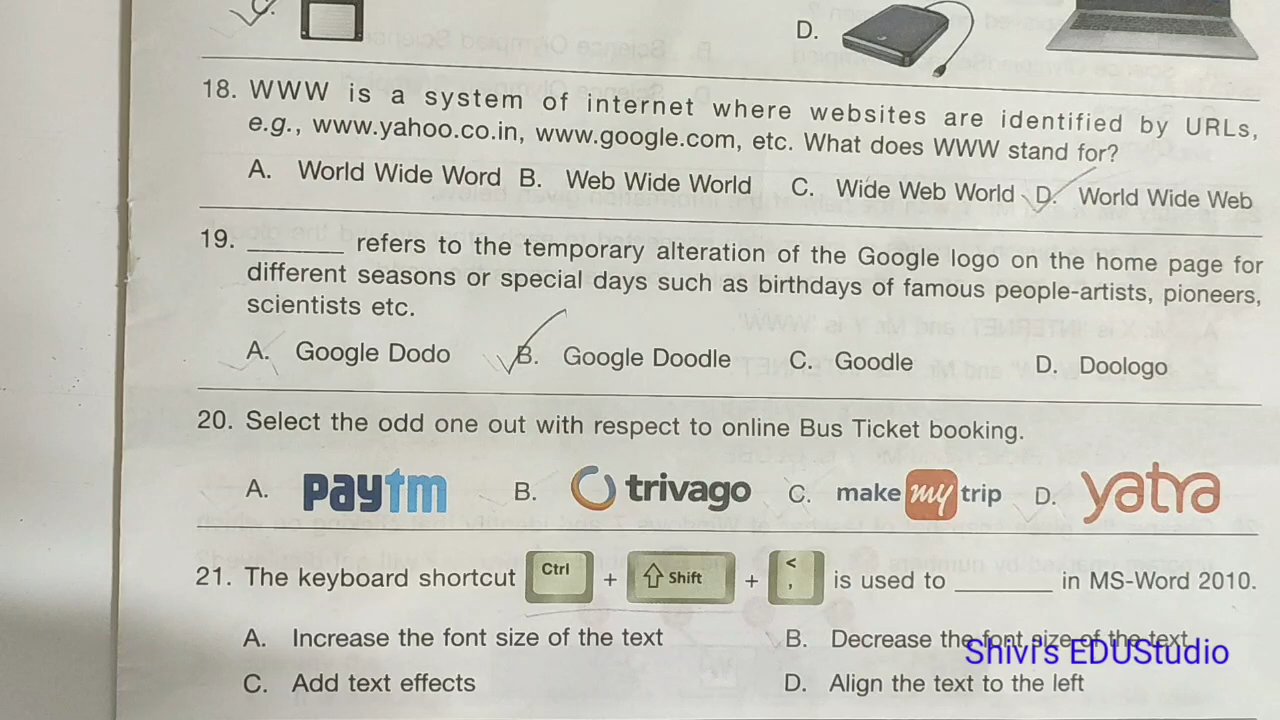 C.
D.
18. WWW is a system of internet where websites are identified by URLs,
e.g., www.yahoo.co.in, www.google.com, etc. What does WWW stand for?
A. World Wide Word B. Web Wide World C. Wide Web World D. World Wide Web
19. ______ refers to the temporary alteration of the Google logo on the home page for
different seasons or special days such as birthdays of famous people-artists, pioneers,
scientists etc.
A. Google Dodo B. Google Doodle C. Goodle D. Doologo
20. Select the odd one out with respect to online Bus Ticket booking.
A. paytm B. trivago C. make my trip D. yatra
21. The keyboard shortcut Ctrl + Shift + < , is used to ______ in MS-Word 2010.
A. Increase the font size of the text B. Decrease the font size of the text
Shivi's EDUStudio
C. Add text effects D. Align the text to the left